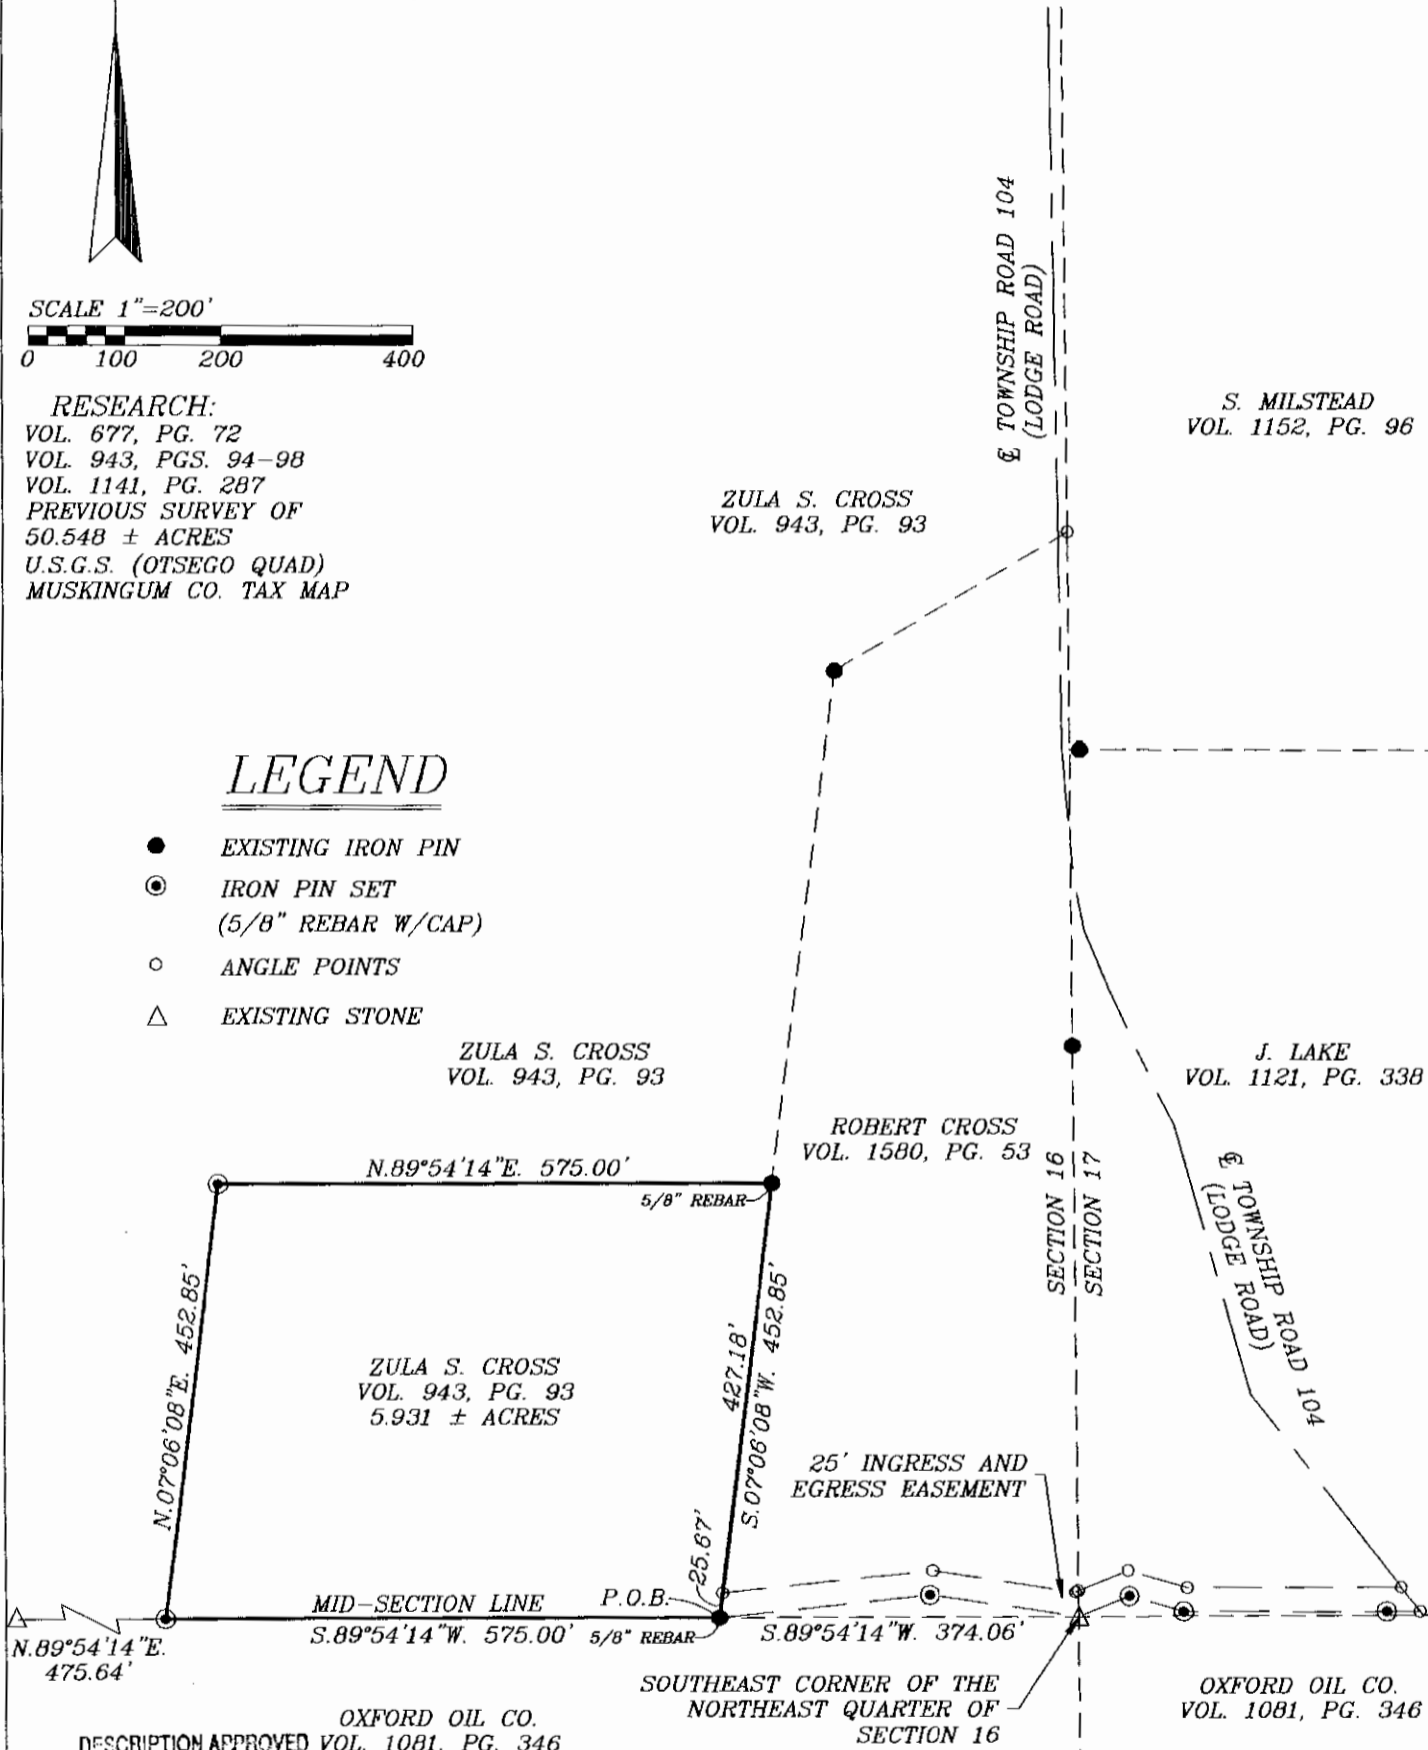 SCALE 1"=200'
0 100 200 400
RESEARCH:
VOL. 677, PG. 72
VOL. 943, PGS. 94-98
VOL. 1141, PG. 287
PREVIOUS SURVEY OF
50.548 ± ACRES
U.S.G.S. (OTSEGO QUAD)
MUSKINGUM CO. TAX MAP
℄ TOWNSHIP ROAD 104
(LODGE ROAD)
S. MILSTEAD
VOL. 1152, PG. 96
ZULA S. CROSS
VOL. 943, PG. 93
LEGEND
EXISTING IRON PIN
IRON PIN SET
(5/8" REBAR W/CAP)
ANGLE POINTS
EXISTING STONE
ZULA S. CROSS
VOL. 943, PG. 93
J. LAKE
VOL. 1121, PG. 338
ROBERT CROSS
VOL. 1580, PG. 53
SECTION 16
SECTION 17
℄ TOWNSHIP ROAD 104
(LODGE ROAD)
N.89°54'14"E. 575.00'
5/8" REBAR
N.07°06'08"E. 452.85'
ZULA S. CROSS
VOL. 943, PG. 93
5.931 ± ACRES
427.18'
S.07°06'08"W. 452.85'
25.67'
25' INGRESS AND
EGRESS EASEMENT
MID-SECTION LINE
P.O.B.
S.89°54'14"W. 575.00'
5/8" REBAR
S.89°54'14"W. 374.06'
N.89°54'14"E.
475.64'
SOUTHEAST CORNER OF THE
NORTHEAST QUARTER OF
SECTION 16
OXFORD OIL CO.
VOL. 1081, PG. 346
OXFORD OIL CO.
DESCRIPTION APPROVED VOL. 1081, PG. 346